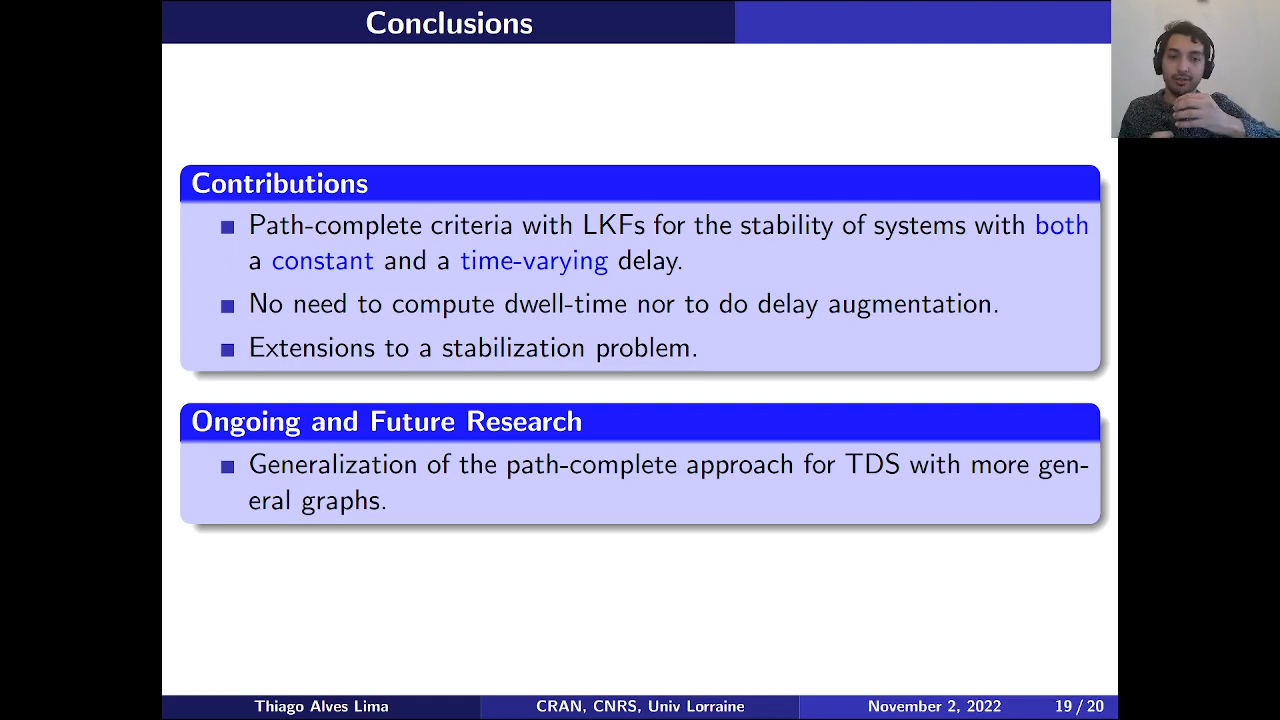 Conclusions
Contributions
Path-complete criteria with LKFs for the stability of systems with both
a constant and a time-varying delay.
No need to compute dwell-time nor to do delay augmentation.
Extensions to a stabilization problem.
Ongoing and Future Research
Generalization of the path-complete approach for TDS with more gen-
eral graphs.
Thiago Alves Lima CRAN, CNRS, Univ Lorraine November 2, 2022 19 / 20